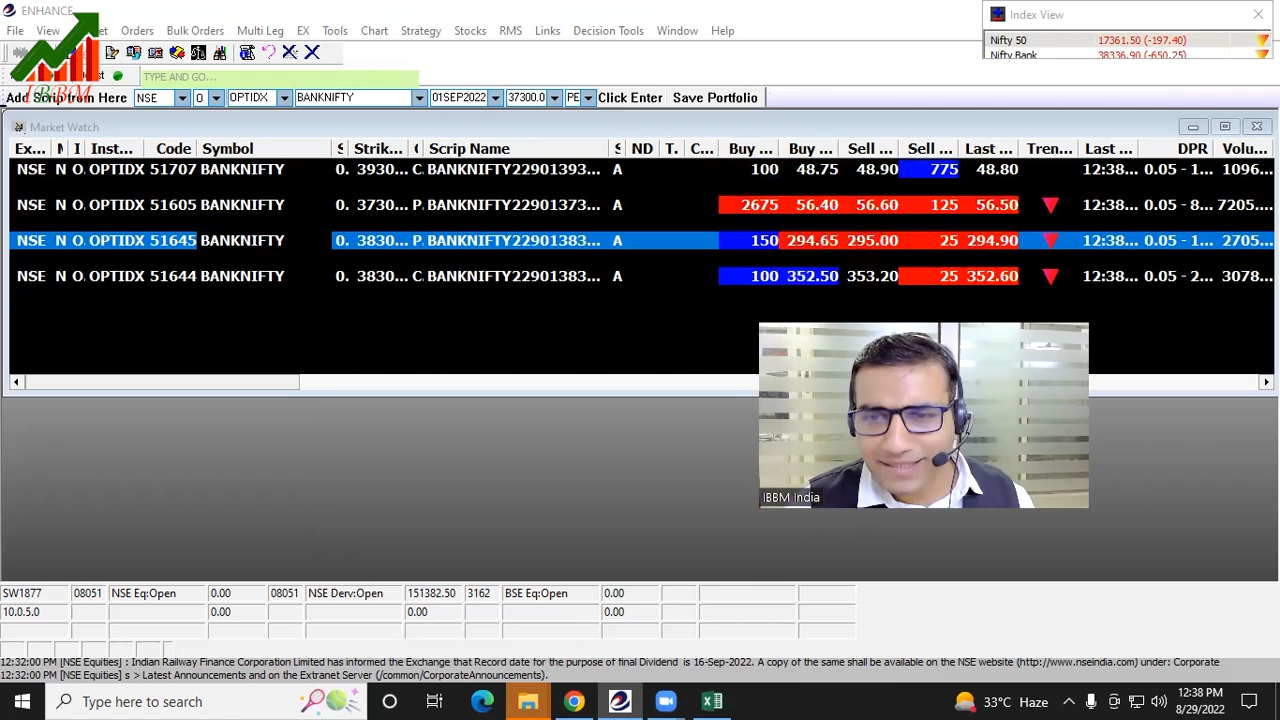 ENHANCE
File View Orders Bulk Orders Multi Leg EX Tools Chart Strategy Stocks RMS Links Decision Tools Window Help
TYPE AND GO...
IBBM
Add Scrip from Here NSE O OPTIDX BANKNIFTY 01SEP2022 37300.0 PE Click Enter Save Portfolio
Index View
Nifty 50 17361.50 (-197.40)
Nifty Bank 38336.90 (-650.25)
Market Watch
Ex... I Inst... Code Symbol S Strik... Scrip Name S ND T. C... Buy ... Buy ... Sell ... Sell ... Last ... Tren... Last ... DPR Volu...
NSE N O. OPTIDX 51707 BANKNIFTY 0. 3930... C BANKNIFTY22901393... A 100 48.75 48.90 775 48.80 12:38... 0.05 - 1... 1096...
NSE N O. OPTIDX 51605 BANKNIFTY 0. 3730... P. BANKNIFTY22901373... A 2675 56.40 56.60 125 56.50 12:38... 0.05 - 8... 7205...
NSE N O. OPTIDX 51645 BANKNIFTY 0. 3830... P. BANKNIFTY22901383... A 150 294.65 295.00 25 294.90 12:38... 0.05 - 1... 2705...
NSE N O. OPTIDX 51644 BANKNIFTY 0. 3830... C BANKNIFTY22901383... A 100 352.50 353.20 25 352.60 12:38... 0.05 - 2... 3078...
IBBM India
SW1877 08051 NSE Eq:Open 0.00 08051 NSE Derv:Open 151382.50 3162 BSE Eq:Open 0.00
10.0.5.0 0.00 0.00 0.00
12:32:00 PM [NSE Equities] : Indian Railway Finance Corporation Limited has informed the Exchange that Record date for the purpose of final Dividend is 16-Sep-2022. A copy of the same shall be available on the NSE website (http://www.nseindia.com) under: Corporate
12:32:00 PM [NSE Equities] s > Latest Announcements and on the Extranet Server (/common/CorporateAnnouncements).
Type here to search
33°C Haze
12:38 PM
8/29/2022